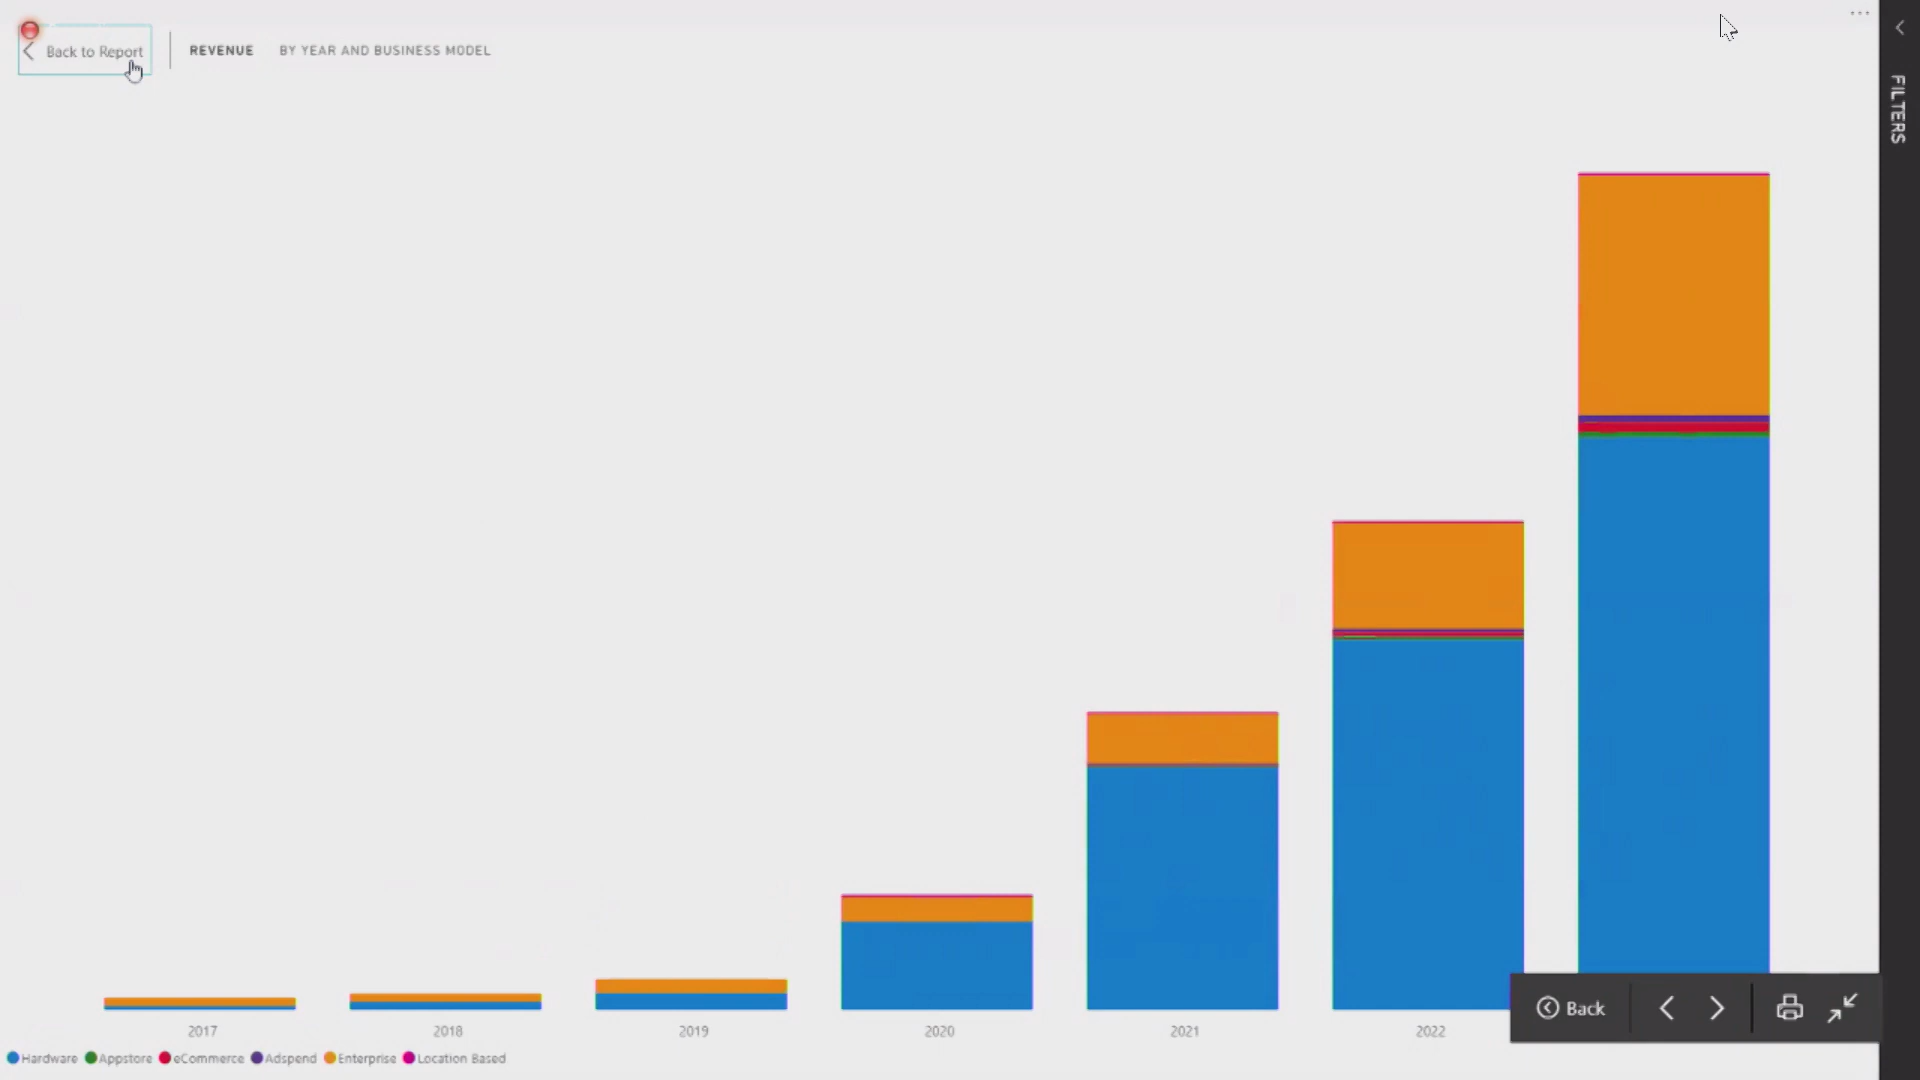 Back to Report
REVENUE BY YEAR AND BUSINESS MODEL
FILTERS
2017 2018 2019 2020 2021 2022
Back
Hardware Appstore eCommerce Adspend Enterprise Location Based